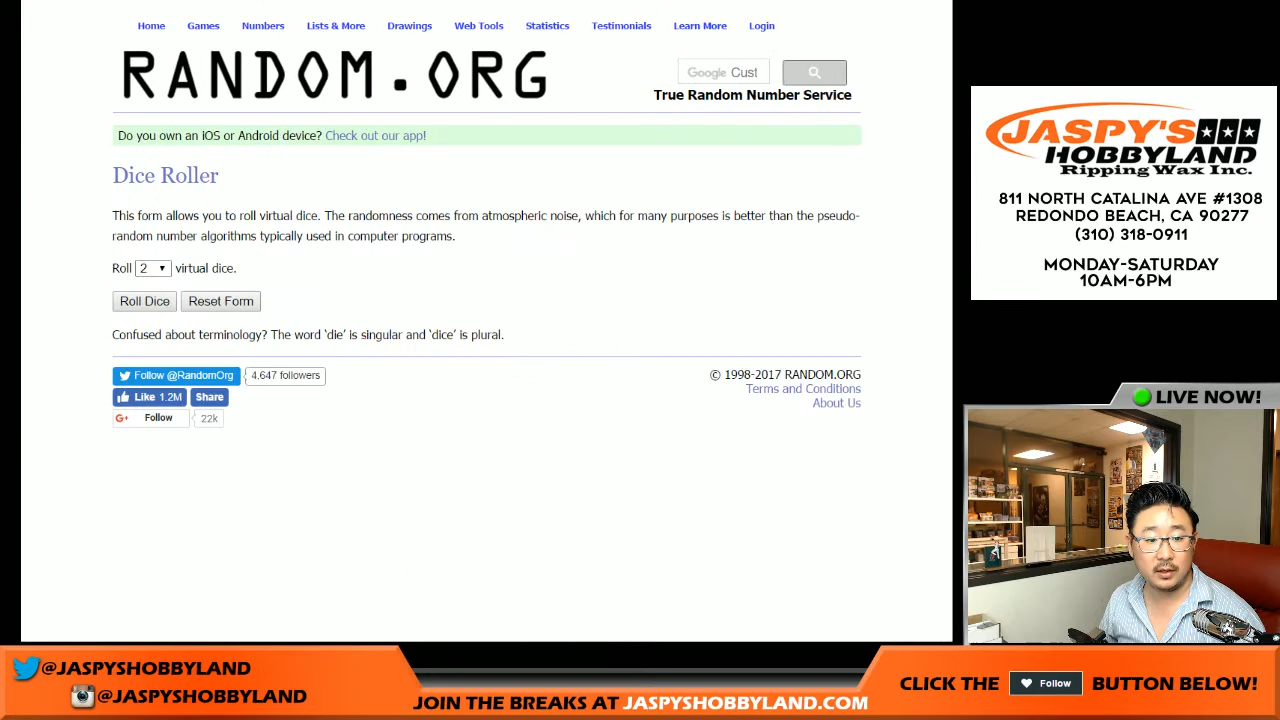 Home Games Numbers Lists & More Drawings Web Tools Statistics Testimonials Learn More Login
RANDOM.ORG
Google Cust
True Random Number Service
Do you own an iOS or Android device? Check out our app!
Dice Roller
This form allows you to roll virtual dice. The randomness comes from atmospheric noise, which for many purposes is better than the pseudo-
random number algorithms typically used in computer programs.
Roll 2 virtual dice.
Roll Dice Reset Form
Confused about terminology? The word ‘die’ is singular and ‘dice’ is plural.
Follow @RandomOrg 4,647 followers
Like 1.2M Share
G+ Follow 22k
© 1998-2017 RANDOM.ORG
Terms and Conditions
About Us
JASPY'S
HOBBYLAND
Ripping Wax Inc.
811 NORTH CATALINA AVE #1308
REDONDO BEACH, CA 90277
(310) 318-0911
MONDAY-SATURDAY
10AM-6PM
LIVE NOW!
@JASPYSHOBBYLAND
@JASPYSHOBBYLAND
JOIN THE BREAKS AT JASPYSHOBBYLAND.COM
CLICK THE Follow BUTTON BELOW!